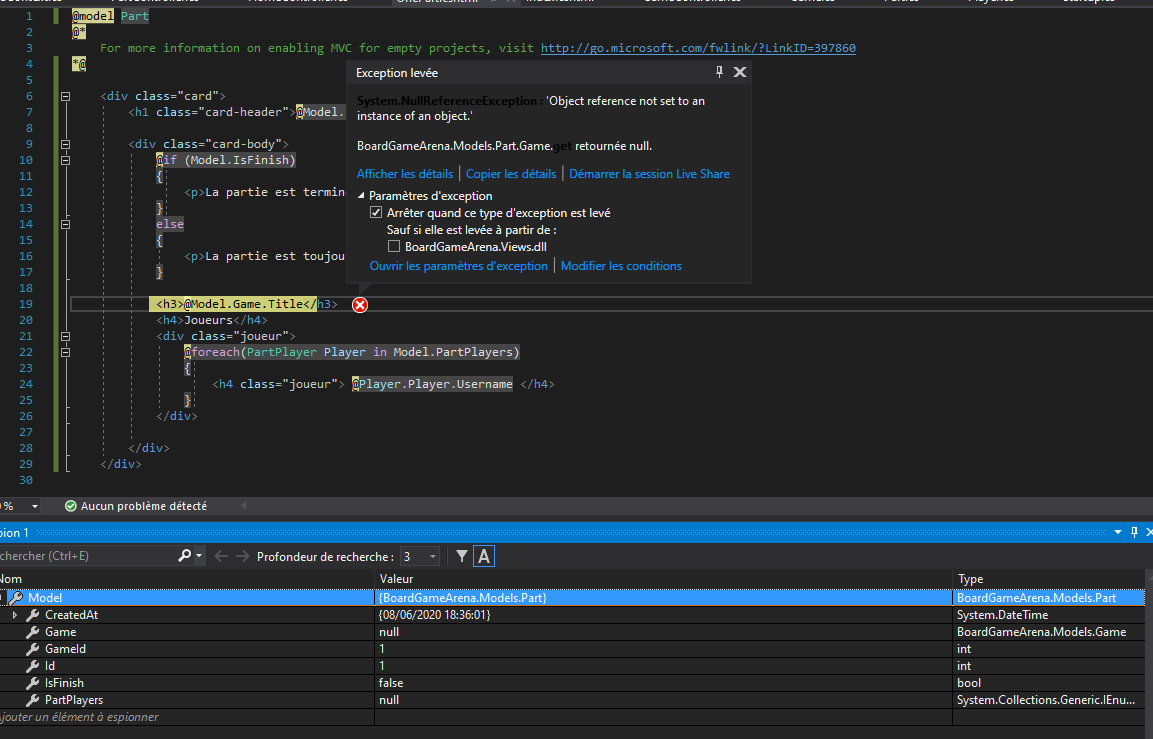 1 @model Part
2 @*
3 For more information on enabling MVC for empty projects, visit http://go.microsoft.com/fwlink/?LinkID=397860
4 *@
5
6 <div class="card">
7 <h1 class="card-header">@Model.
8
9 <div class="card-body">
10 @if (Model.IsFinish)
11 {
12 <p>La partie est termin
13 }
14 else
15 {
16 <p>La partie est toujou
17 }
18
19 <h3>@Model.Game.Title</h3>
20 <h4>Joueurs</h4>
21 <div class="joueur">
22 @foreach(PartPlayer Player in Model.PartPlayers)
23 {
24 <h4 class="joueur"> @Player.Player.Username </h4>
25 }
26 </div>
27
28 </div>
29 </div>
30
Exception levée
System.NullReferenceException : 'Object reference not set to an
instance of an object.'
BoardGameArena.Models.Part.Game.get retournée null.
Afficher les détails | Copier les détails | Démarrer la session Live Share
Paramètres d'exception
Arrêter quand ce type d'exception est levé
Sauf si elle est levée à partir de :
BoardGameArena.Views.dll
Ouvrir les paramètres d'exception | Modifier les conditions
% Aucun problème détecté
pion 1
chercher (Ctrl+E) Profondeur de recherche : 3 A
Nom Valeur Type
Model {BoardGameArena.Models.Part} BoardGameArena.Models.Part
CreatedAt {08/06/2020 18:36:01} System.DateTime
Game null BoardGameArena.Models.Game
GameId 1 int
Id 1 int
IsFinish false bool
PartPlayers null System.Collections.Generic.IEnu...
Ajouter un élément à espionner